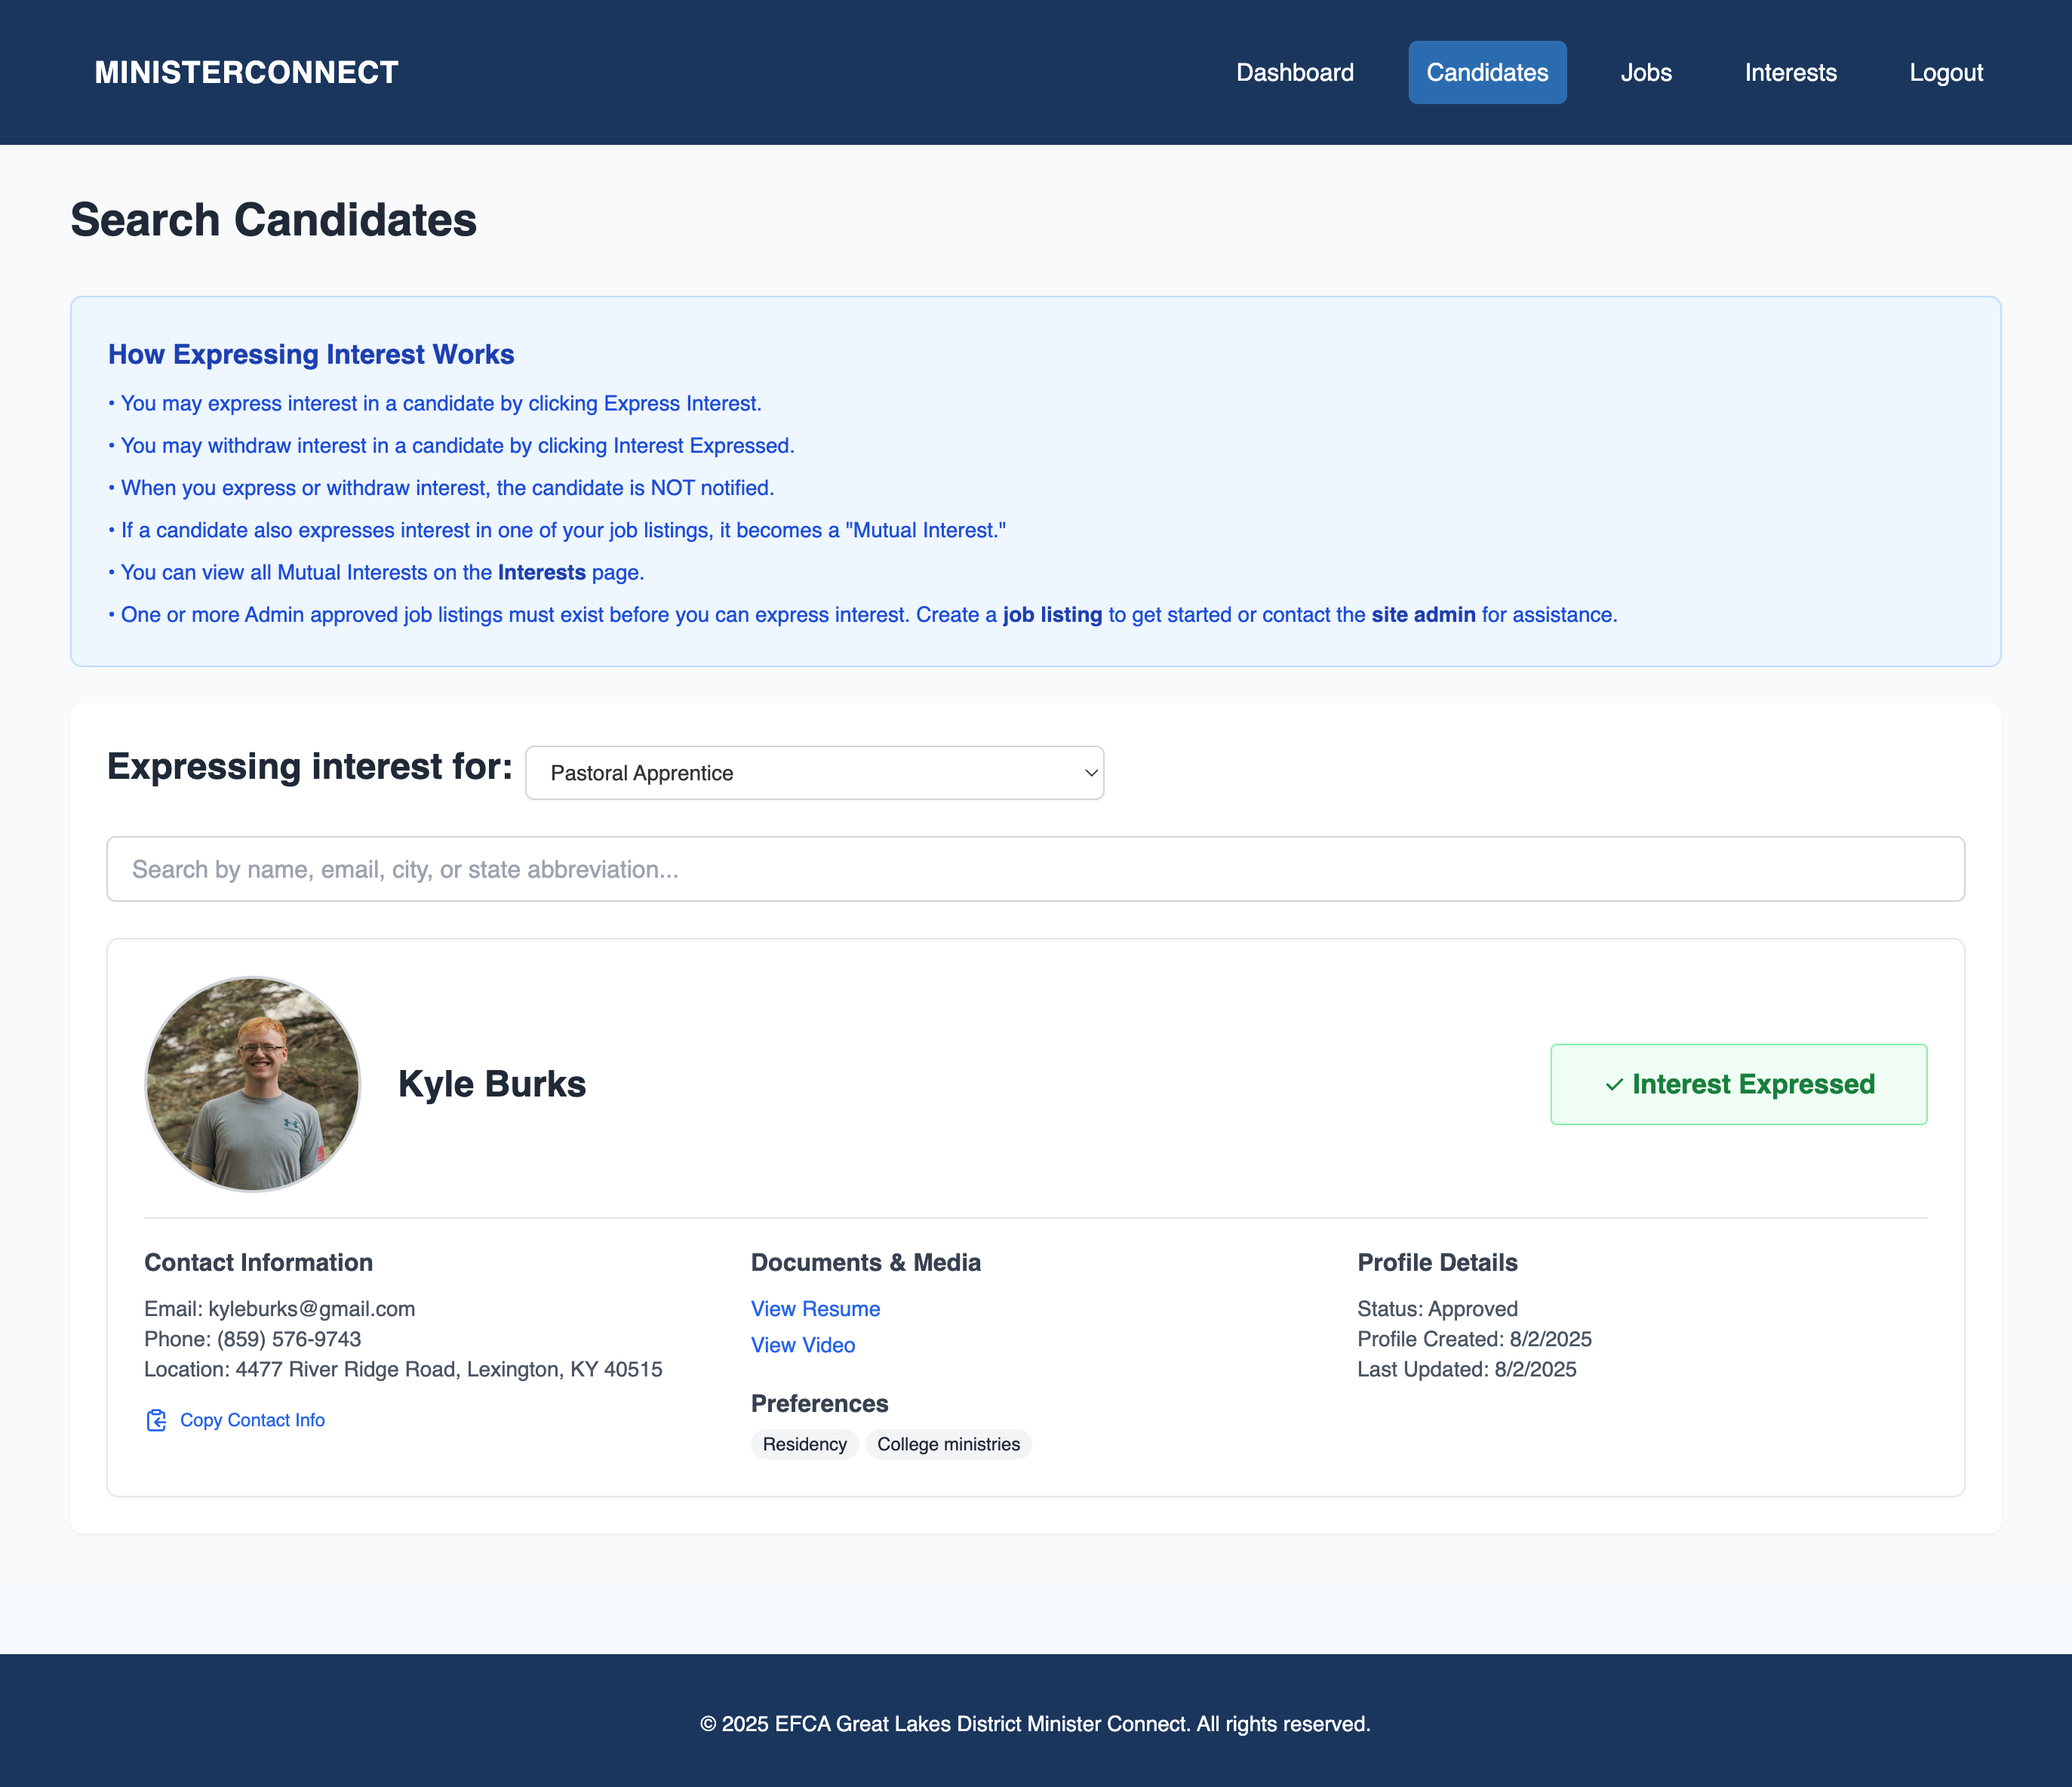 MINISTERCONNECT
Dashboard
Candidates
Jobs
Interests
Logout
Search Candidates
How Expressing Interest Works
• You may express interest in a candidate by clicking Express Interest.
• You may withdraw interest in a candidate by clicking Interest Expressed.
• When you express or withdraw interest, the candidate is NOT notified.
• If a candidate also expresses interest in one of your job listings, it becomes a "Mutual Interest."
• You can view all Mutual Interests on the Interests page.
• One or more Admin approved job listings must exist before you can express interest. Create a job listing to get started or contact the site admin for assistance.
Expressing interest for:
Pastoral Apprentice
Search by name, email, city, or state abbreviation...
Kyle Burks
✓ Interest Expressed
Contact Information
Email: kyleburks@gmail.com
Phone: (859) 576-9743
Location: 4477 River Ridge Road, Lexington, KY 40515
Copy Contact Info
Documents & Media
View Resume
View Video
Preferences
Residency
College ministries
Profile Details
Status: Approved
Profile Created: 8/2/2025
Last Updated: 8/2/2025
© 2025 EFCA Great Lakes District Minister Connect. All rights reserved.